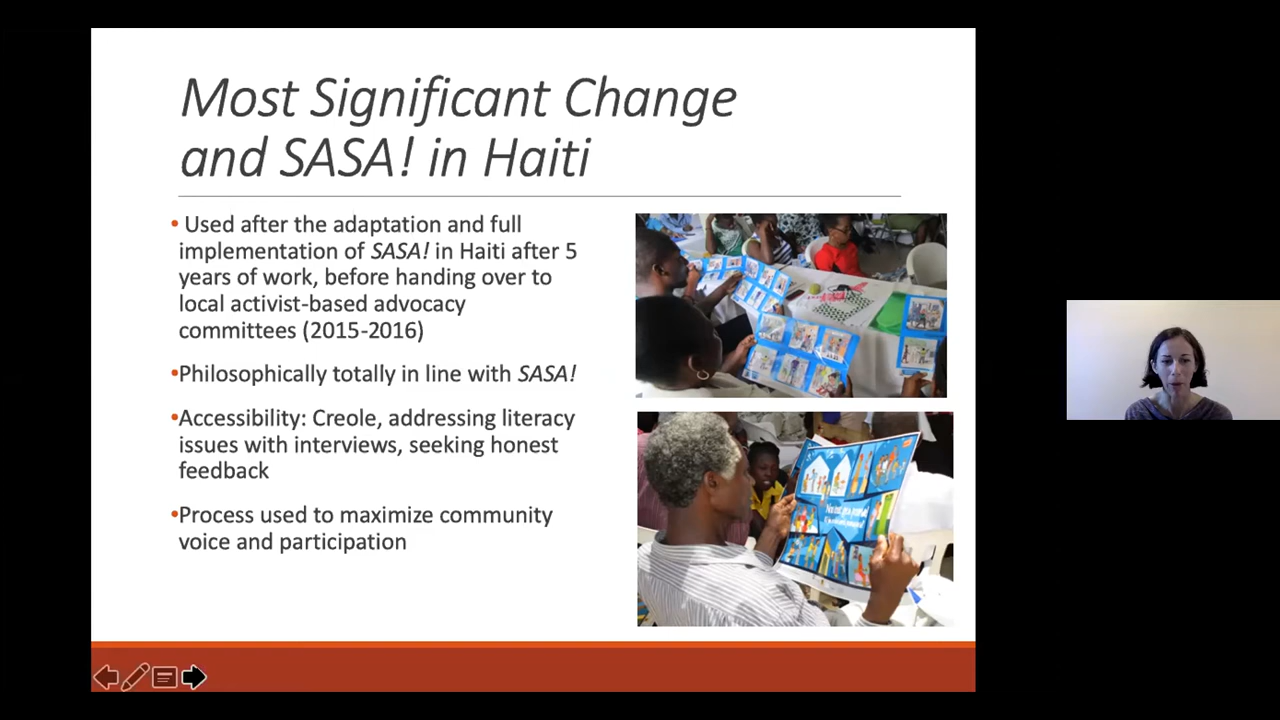 Most Significant Change
and SASA! in Haiti
• Used after the adaptation and full
implementation of SASA! in Haiti after 5
years of work, before handing over to
local activist-based advocacy
committees (2015-2016)
•Philosophically totally in line with SASA!
•Accessibility: Creole, addressing literacy
issues with interviews, seeking honest
feedback
•Process used to maximize community
voice and participation